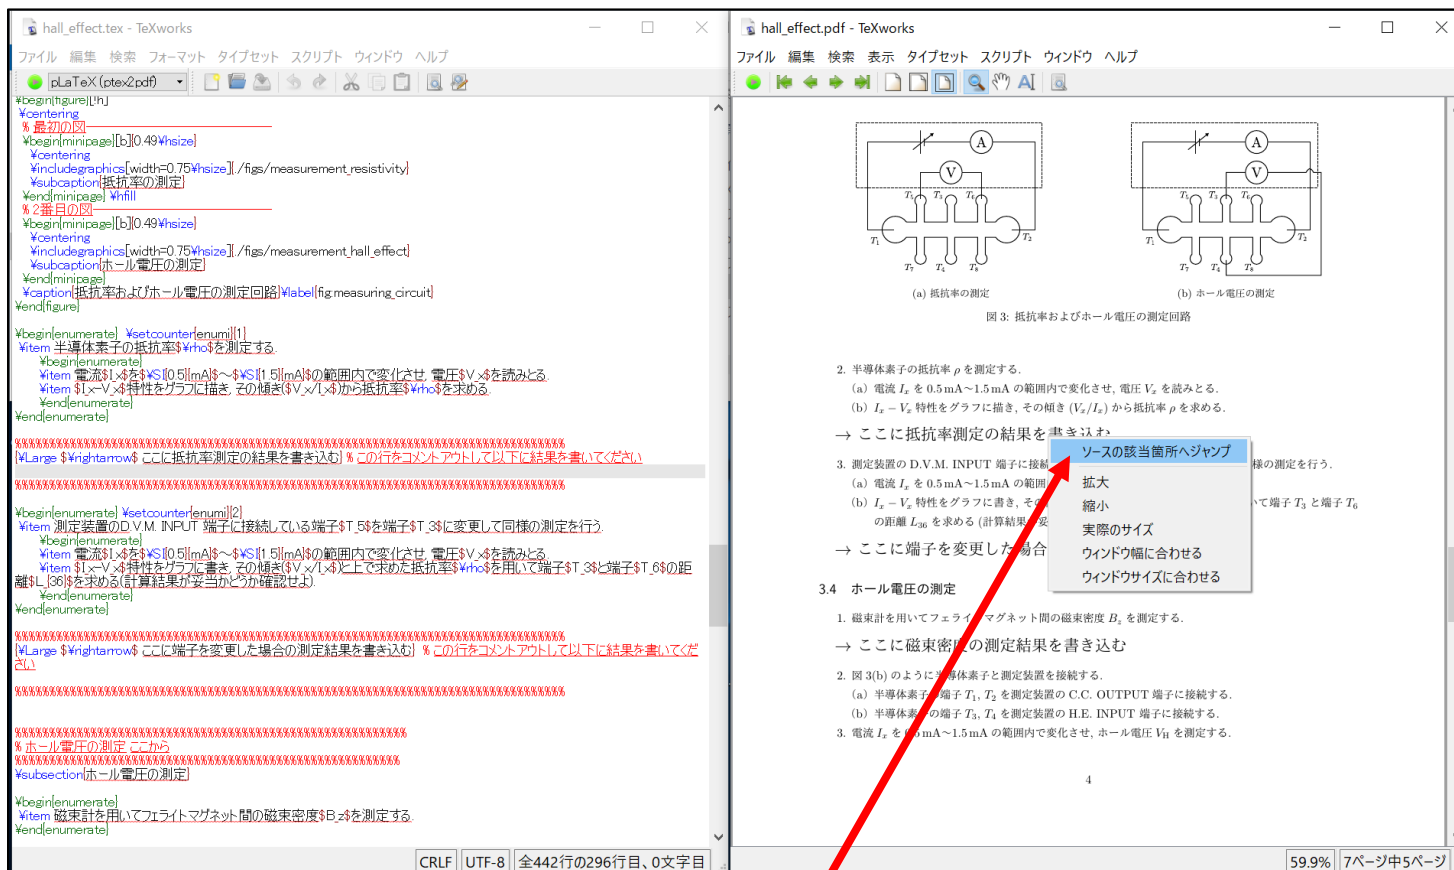 hall_effect.tex - TeXworks
ファイル 編集 検索 フォーマット タイプセット スクリプト ウィンドウ ヘルプ
pLaTeX (ptex2pdf)
¥begin{figure}[!h]
¥centering
% 最初の図
¥begin{minipage}[b]{0.49¥hsize}
¥centering
¥includegraphics[width=0.75¥hsize]{./figs/measurement_resistivity}
¥subcaption{抵抗率の測定}
¥end{minipage} ¥hfill
% 2番目の図
¥begin{minipage}[b]{0.49¥hsize}
¥centering
¥includegraphics[width=0.75¥hsize]{./figs/measurement_hall_effect}
¥subcaption{ホール電圧の測定}
¥end{minipage}
¥caption{抵抗率およびホール電圧の測定回路}¥label{fig:measuring_circuit}
¥end{figure}
¥begin{enumerate} ¥setcounter{enumi}{1}
¥item 半導体素子の抵抗率$¥rho$を測定する.
¥begin{enumerate}
¥item 電流$I_x$を$¥SI{0.5}{mA}$～$¥SI{1.5}{mA}$の範囲内で変化させ, 電圧$V_x$を読みとる.
¥item $I_x-V_x$特性をグラフに描き, その傾き($V_x/I_x$)から抵抗率$¥rho$を求める.
¥end{enumerate}
¥end{enumerate}
%%%%%%%%%%%%%%%%%%%%%%%%%%%%%%%%%%%%%%%%%%%%%%%%%%%%%%%%%%%%%%%%
{¥Large $¥rightarrow$ ここに抵抗率測定の結果を書き込む} % この行をコメントアウトして以下に結果を書いてください
%%%%%%%%%%%%%%%%%%%%%%%%%%%%%%%%%%%%%%%%%%%%%%%%%%%%%%%%%%%%%%%%
¥begin{enumerate} ¥setcounter{enumi}{2}
¥item 測定装置のD.V.M. INPUT 端子に接続している端子$T_5$を端子$T_3$に変更して同様の測定を行う.
¥begin{enumerate}
¥item 電流$I_x$を$¥SI{0.5}{mA}$～$¥SI{1.5}{mA}$の範囲内で変化させ, 電圧$V_x$を読みとる.
¥item $I_x-V_x$特性をグラフに書き, その傾き($V_x/I_x$)と上で求めた抵抗率$¥rho$を用いて端子$T_3$と端子$T_6$の距
離$L_{36}$を求める(計算結果が妥当かどうか確認せよ).
¥end{enumerate}
¥end{enumerate}
%%%%%%%%%%%%%%%%%%%%%%%%%%%%%%%%%%%%%%%%%%%%%%%%%%%%%%%%%%%%%%%%
{¥Large $¥rightarrow$ ここに端子を変更した場合の測定結果を書き込む} % この行をコメントアウトして以下に結果を書いてくだ
さい
%%%%%%%%%%%%%%%%%%%%%%%%%%%%%%%%%%%%%%%%%%%%%%%%%%%%%%%%%%%%%%%%
%%%%%%%%%%%%%%%%%%%%%%%%%%%%%%%%%%%%%%%%%%%%%%
% ホール電圧の測定 ここから
%%%%%%%%%%%%%%%%%%%%%%%%%%%%%%%%%%%%%%%%%%%%%
¥subsection{ホール電圧の測定}
¥begin{enumerate}
¥item 磁束計を用いてフェライトマグネット間の磁束密度$B_z$を測定する.
¥end{enumerate}
CRLF UTF-8 全442行の296行目、0文字目
hall_effect.pdf - TeXworks
ファイル 編集 検索 表示 タイプセット スクリプト ウィンドウ ヘルプ
A A
V V
T5 T3 T6 T5 T3 T6
T1 T2 T1 T2
T7 T4 T8 T7 T4 T8
(a) 抵抗率の測定 (b) ホール電圧の測定
図 3: 抵抗率およびホール電圧の測定回路
2. 半導体素子の抵抗率 ρ を測定する.
(a) 電流 Ix を 0.5 mA～1.5 mA の範囲内で変化させ, 電圧 Vx を読みとる.
(b) Ix − Vx 特性をグラフに描き, その傾き (Vx/Ix) から抵抗率 ρ を求める.
→ ここに抵抗率測定の結果を書き込む
3. 測定装置の D.V.M. INPUT 端子に接続 様の測定を行う.
(a) 電流 Ix を 0.5 mA～1.5 mA の範囲
(b) Ix − Vx 特性をグラフに書き, その いて端子 T3 と端子 T6
の距離 L36 を求める (計算結果 妥
→ ここに端子を変更した場合
ソースの該当箇所へジャンプ
拡大
縮小
実際のサイズ
ウィンドウ幅に合わせる
ウィンドウサイズに合わせる
3.4 ホール電圧の測定
1. 磁束計を用いてフェライトマグネット間の磁束密度 Bz を測定する.
→ ここに磁束密度の測定結果を書き込む
2. 図 3(b) のように半導体素子と測定装置を接続する.
(a) 半導体素子の端子 T1, T2 を測定装置の C.C. OUTPUT 端子に接続する.
(b) 半導体素子の端子 T3, T4 を測定装置の H.E. INPUT 端子に接続する.
3. 電流 Ix を 0.5 mA～1.5 mA の範囲内で変化させ, ホール電圧 VH を測定する.
4
59.9% 7ページ中5ページ